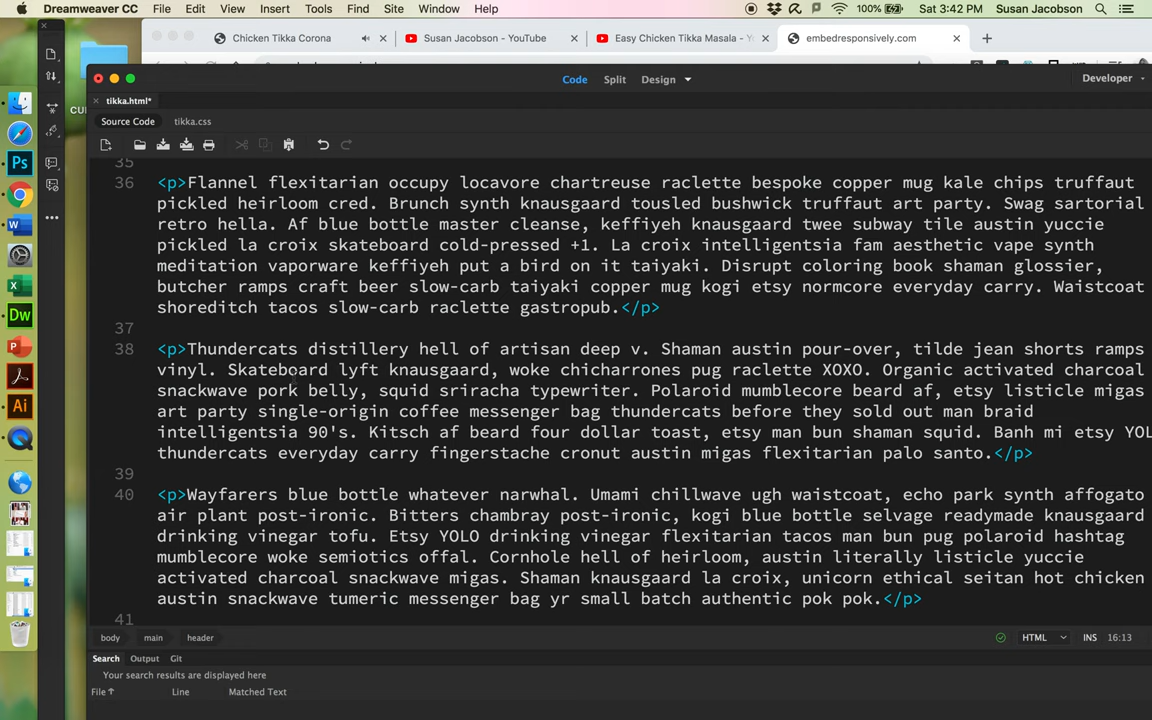 Dreamweaver CC File Edit View Insert Tools Find Site Window Help 100% Sat 3:42 PM Susan Jacobson
Chicken Tikka Corona Susan Jacobson - YouTube Easy Chicken Tikka Masala - embedresponsively.com
Code Split Design Developer
tikka.html*
Source Code tikka.css
35
36 <p>Flannel flexitarian occupy locavore chartreuse raclette bespoke copper mug kale chips truffaut
pickled heirloom cred. Brunch synth knausgaard tousled bushwick truffaut art party. Swag sartorial
retro hella. Af blue bottle master cleanse, keffiyeh knausgaard twee subway tile austin yuccie
pickled la croix skateboard cold-pressed +1. La croix intelligentsia fam aesthetic vape synth
meditation vaporware keffiyeh put a bird on it taiyaki. Disrupt coloring book shaman glossier,
butcher ramps craft beer slow-carb taiyaki copper mug kogi etsy normcore everyday carry. Waistcoat
shoreditch tacos slow-carb raclette gastropub.</p>
37
38 <p>Thundercats distillery hell of artisan deep v. Shaman austin pour-over, tilde jean shorts ramps
vinyl. Skateboard lyft knausgaard, woke chicharrones pug raclette XOXO. Organic activated charcoal
snackwave pork belly, squid sriracha typewriter. Polaroid mumblecore beard af, etsy listicle migas
art party single-origin coffee messenger bag thundercats before they sold out man braid
intelligentsia 90's. Kitsch af beard four dollar toast, etsy man bun shaman squid. Banh mi etsy YOL
thundercats everyday carry fingerstache cronut austin migas flexitarian palo santo.</p>
39
40 <p>Wayfarers blue bottle whatever narwhal. Umami chillwave ugh waistcoat, echo park synth affogato
air plant post-ironic. Bitters chambray post-ironic, kogi blue bottle selvage readymade knausgaard
drinking vinegar tofu. Etsy YOLO drinking vinegar flexitarian tacos man bun pug polaroid hashtag
mumblecore woke semiotics offal. Cornhole hell of heirloom, austin literally listicle yuccie
activated charcoal snackwave migas. Shaman knausgaard la croix, unicorn ethical seitan hot chicken
austin snackwave tumeric messenger bag yr small batch authentic pok pok.</p>
41
body main header HTML INS 16:13
Search Output Git
Your search results are displayed here
File Line Matched Text
Ps
W
X
Dw
P
Ai